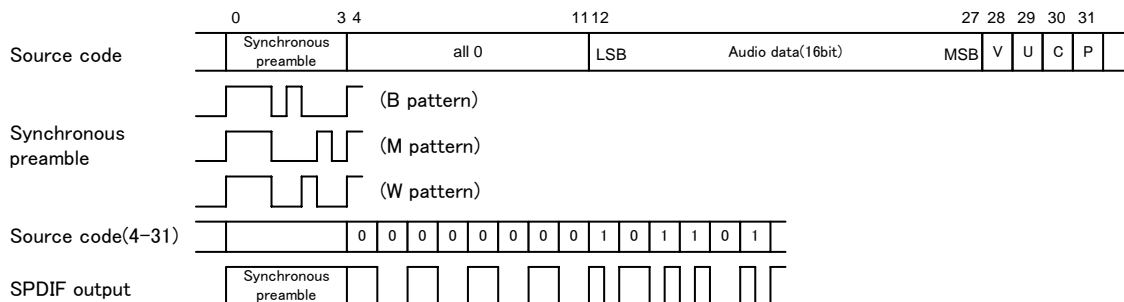 0 3 4 11 12 27 28 29 30 31
Source code Synchronous preamble all 0 LSB Audio data(16bit) MSB V U C P
(B pattern)
Synchronous preamble
(M pattern)
(W pattern)
Source code(4-31) 0 0 0 0 0 0 0 0 1 0 1 1 0 1
SPDIF output Synchronous preamble